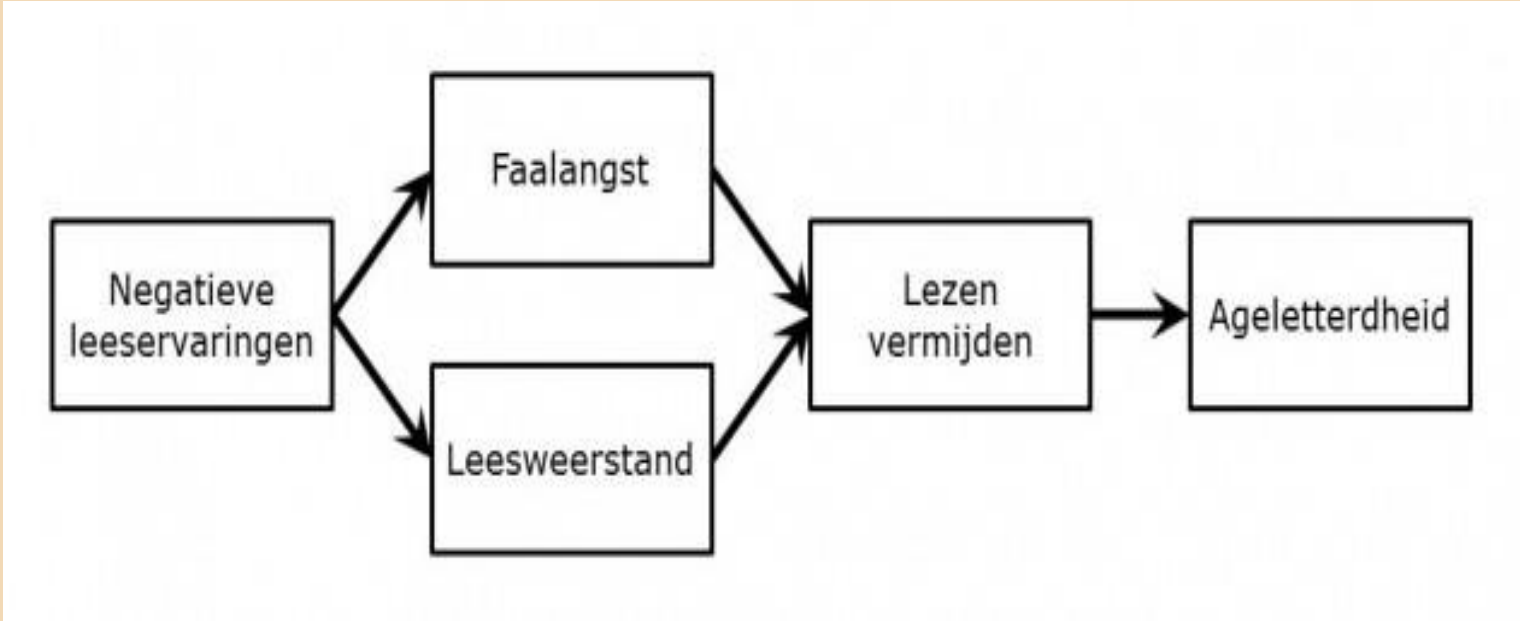 Faalangst
Negatieve
leeservaringen
Lezen
vermijden
Ageletterdheid
Leesweerstand